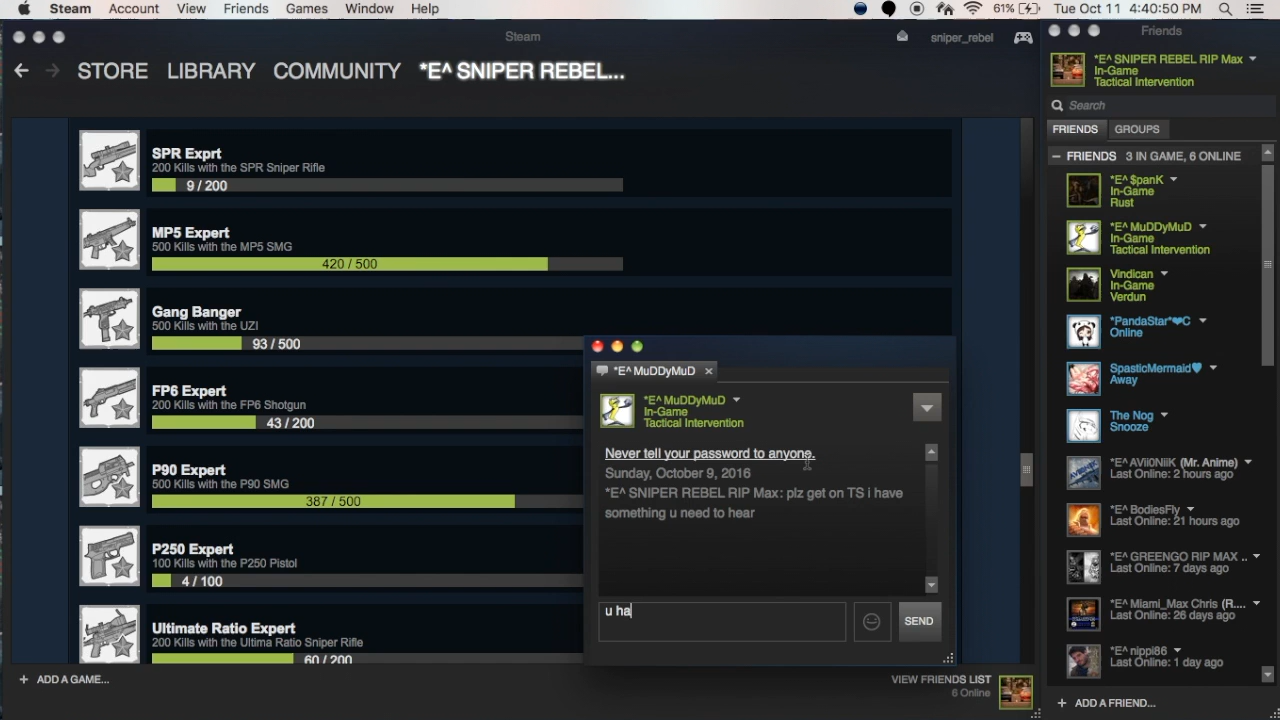 Steam Account View Friends Games Window Help
61% Tue Oct 11 4:40:50 PM
Steam
sniper_rebel
STORE LIBRARY COMMUNITY *E^ SNIPER REBEL...
SPR Exprt
200 Kills with the SPR Sniper Rifle
9 / 200
MP5 Expert
500 Kills with the MP5 SMG
420 / 500
Gang Banger
500 Kills with the UZI
93 / 500
FP6 Expert
200 Kills with the FP6 Shotgun
43 / 200
P90 Expert
500 Kills with the P90 SMG
387 / 500
P250 Expert
100 Kills with the P250 Pistol
4 / 100
Ultimate Ratio Expert
200 Kills with the Ultima Ratio Sniper Rifle
60 / 200
+ ADD A GAME...
VIEW FRIENDS LIST
6 Online
*E^ MuDDyMuD
*E^ MuDDyMuD
In-Game
Tactical Intervention
Never tell your password to anyone.
Sunday, October 9, 2016
*E^ SNIPER REBEL RIP Max: plz get on TS i have
something u need to hear
u ha
SEND
Friends
*E^ SNIPER REBEL RIP Max
In-Game
Tactical Intervention
Search
FRIENDS GROUPS
FRIENDS 3 IN GAME, 6 ONLINE
*E^ $panK
In-Game
Rust
*E^ MuDDyMuD
In-Game
Tactical Intervention
Vindican
In-Game
Verdun
*PandaStar*❤C
Online
SpasticMermaid♥
Away
The Nog
Snooze
*E^ AVii0NiiK (Mr. Anime)
Last Online: 2 hours ago
*E^ BodiesFly
Last Online: 21 hours ago
*E^ GREENGO RIP MAX ..
Last Online: 7 days ago
*E^ Miami_Max Chris (R....
Last Online: 26 days ago
*E^ nippi86
Last Online: 1 day ago
+ ADD A FRIEND...